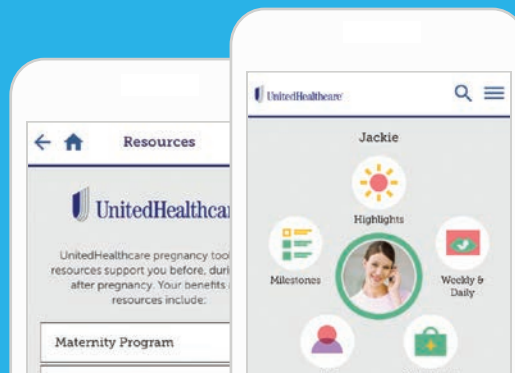 Resources
UnitedHealthca
UnitedHealthcare pregnancy too
resources support you before, duri
after pregnancy. Your benefits
resources include:
Maternity Program
UnitedHealthcare
Jackie
Highlights
Milestones
Weekly &
Daily